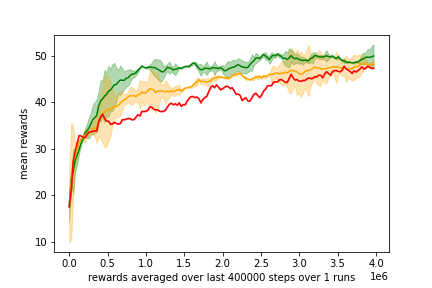 mean rewards
50
40
30
20
10
0.0 0.5 1.0 1.5 2.0 2.5 3.0 3.5 4.0
1e6
rewards averaged over last 400000 steps over 1 runs